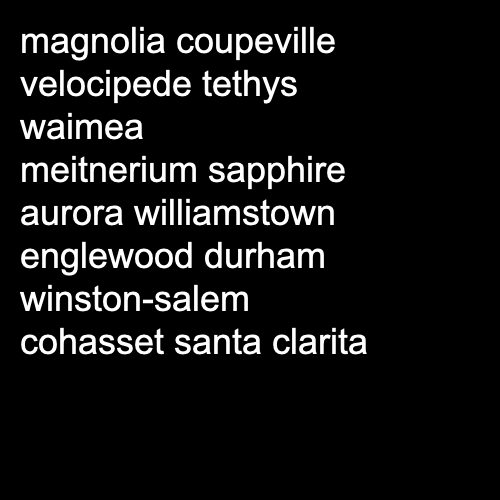 magnolia coupeville
velocipede tethys
waimea
meitnerium sapphire
aurora williamstown
englewood durham
winston-salem
cohasset santa clarita